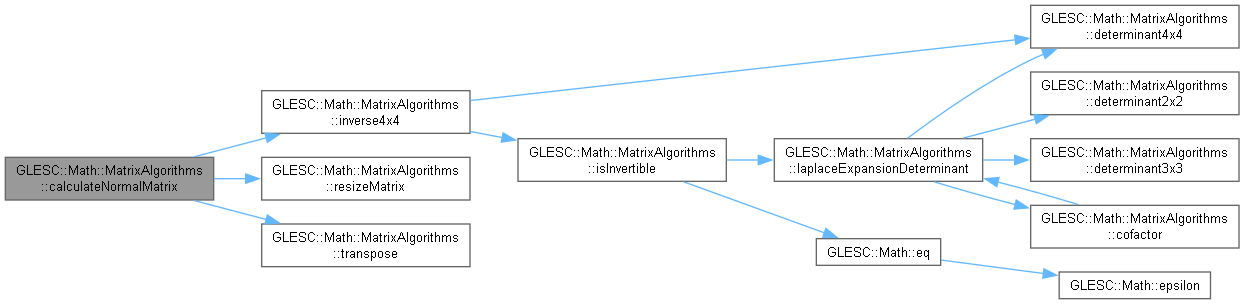 GLESC::Math::MatrixAlgorithms
::calculateNormalMatrix
GLESC::Math::MatrixAlgorithms
::inverse4x4
GLESC::Math::MatrixAlgorithms
::resizeMatrix
GLESC::Math::MatrixAlgorithms
::transpose
GLESC::Math::MatrixAlgorithms
::isInvertible
GLESC::Math::MatrixAlgorithms
::laplaceExpansionDeterminant
GLESC::Math::eq
GLESC::Math::MatrixAlgorithms
::determinant4x4
GLESC::Math::MatrixAlgorithms
::determinant2x2
GLESC::Math::MatrixAlgorithms
::determinant3x3
GLESC::Math::MatrixAlgorithms
::cofactor
GLESC::Math::epsilon